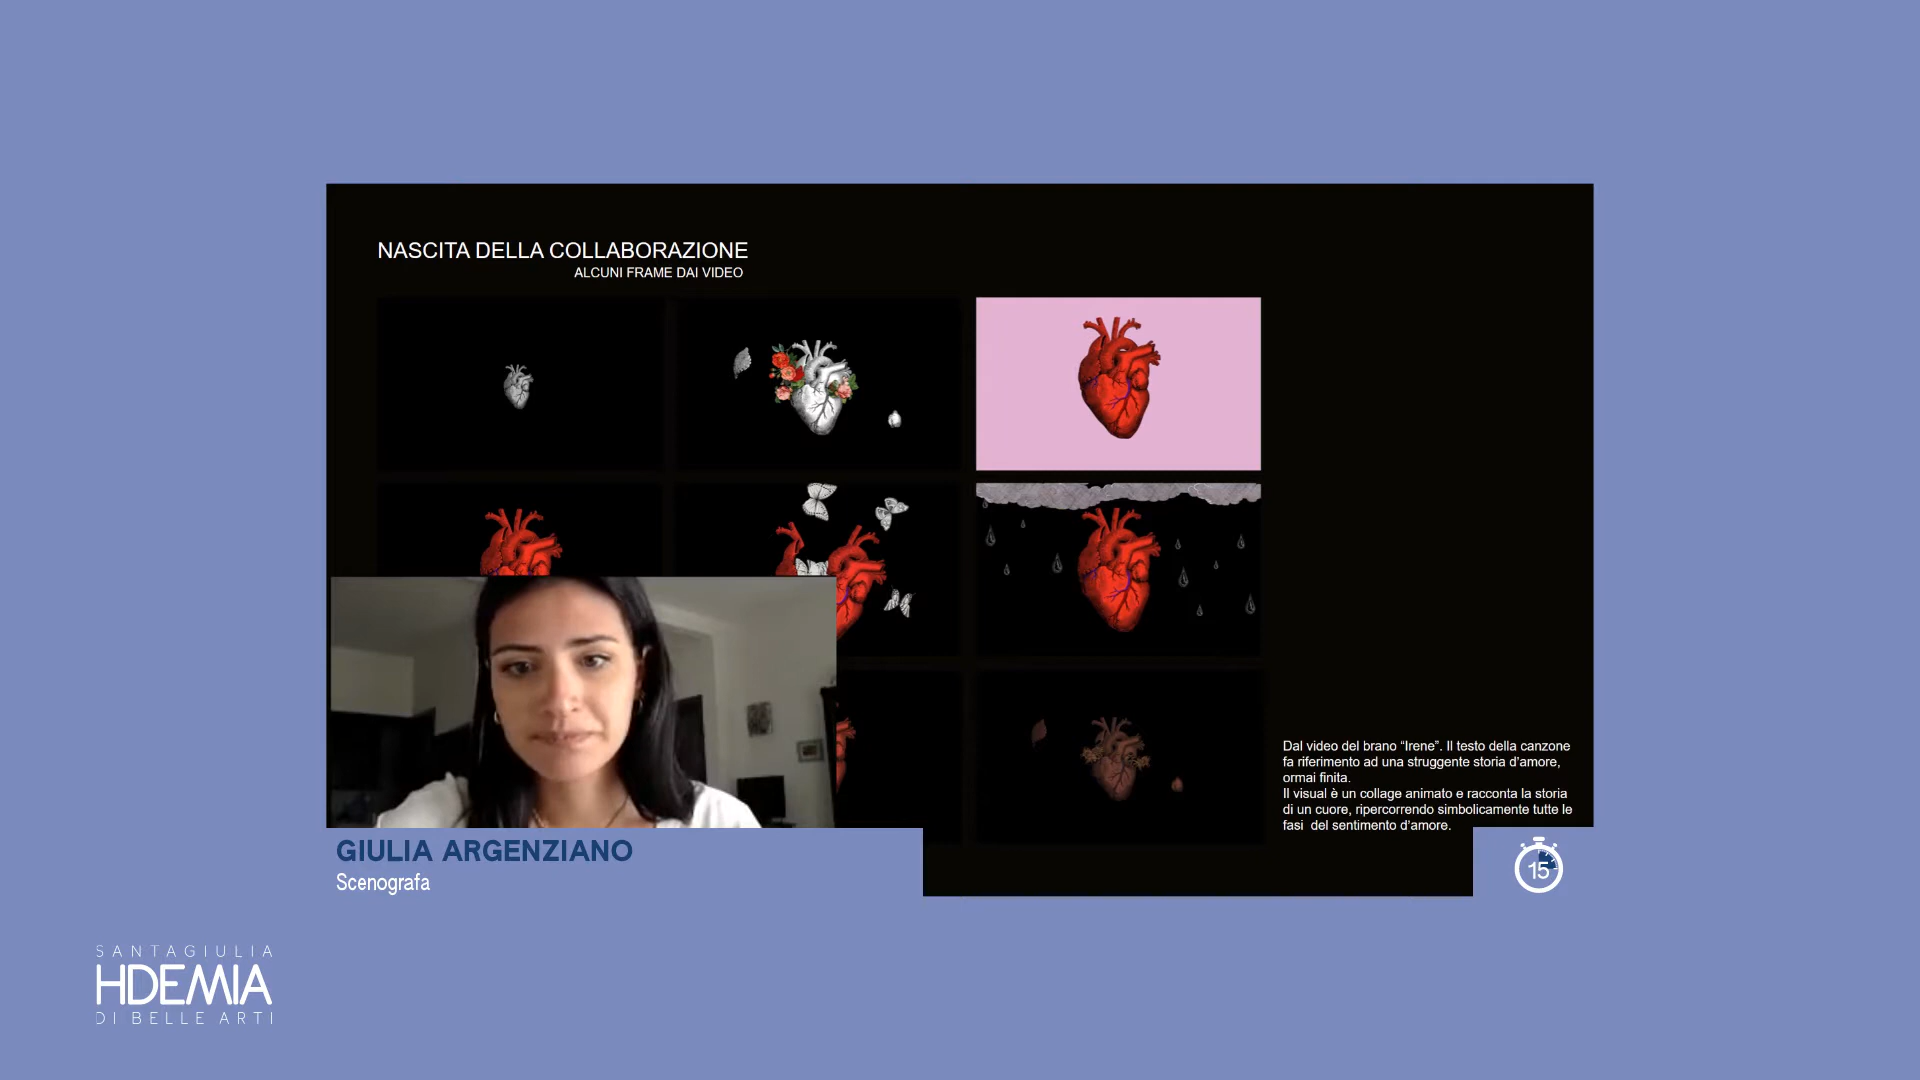 NASCITA DELLA COLLABORAZIONE
ALCUNI FRAME DAI VIDEO
Dal video del brano “Irene”. Il testo della canzone
fa riferimento ad una struggente storia d’amore,
ormai finita.
Il visual è un collage animato e racconta la storia
di un cuore, ripercorrendo simbolicamente tutte le
fasi del sentimento d’amore.
GIULIA ARGENZIANO
Scenografa
15
SANTAGIULIA
HDEMIA
DI BELLE ARTI